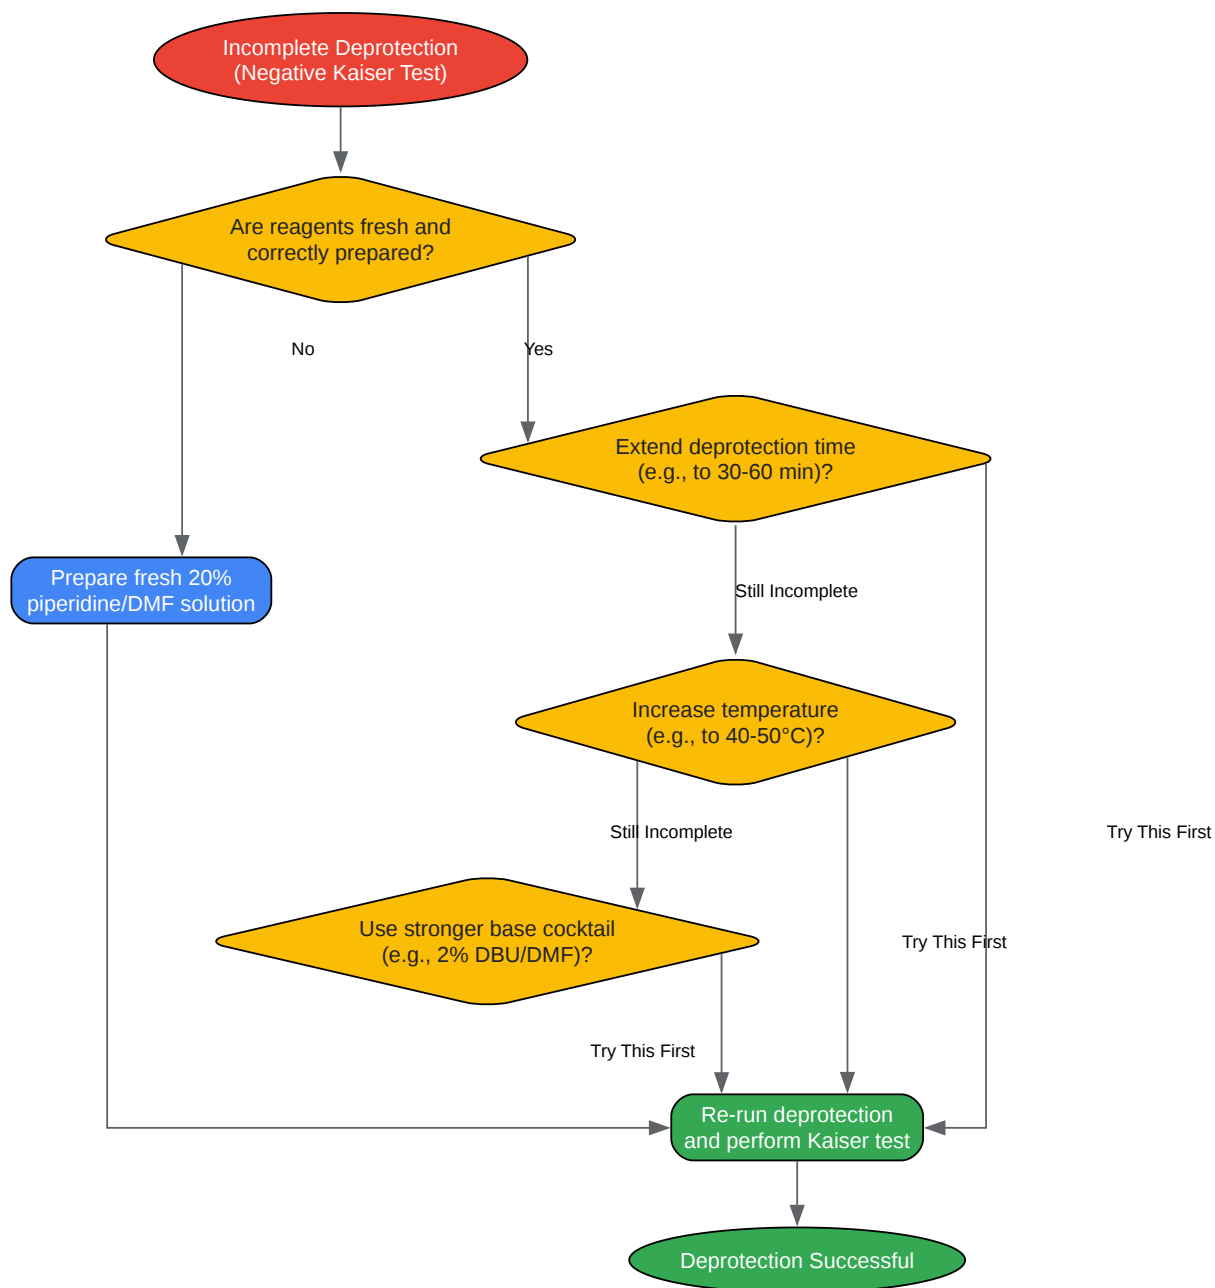 Incomplete Deprotection
(Negative Kaiser Test)
Are reagents fresh and
correctly prepared?
No
Yes
Extend deprotection time
(e.g., to 30-60 min)?
Prepare fresh 20%
piperidine/DMF solution
Still Incomplete
Increase temperature
(e.g., to 40-50°C)?
Still Incomplete
Try This First
Use stronger base cocktail
(e.g., 2% DBU/DMF)?
Try This First
Try This First
Re-run deprotection
and perform Kaiser test
Deprotection Successful